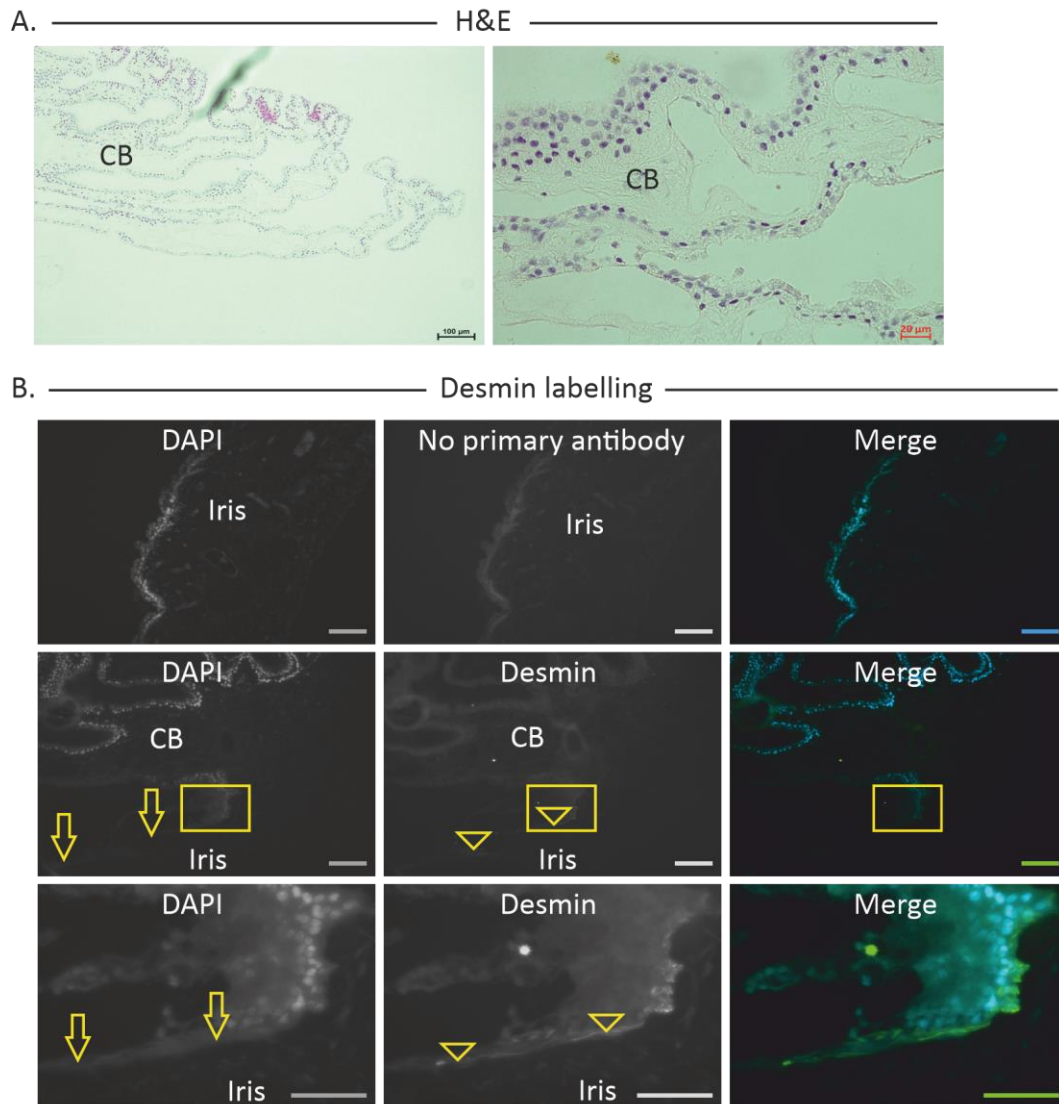 A. H&E
CB
100 µm
CB
20 µm
B. Desmin labelling
DAPI
Iris
No primary antibody
Iris
Merge
DAPI
CB
Iris
Desmin
CB
Iris
Merge
DAPI
Iris
Desmin
Iris
Merge